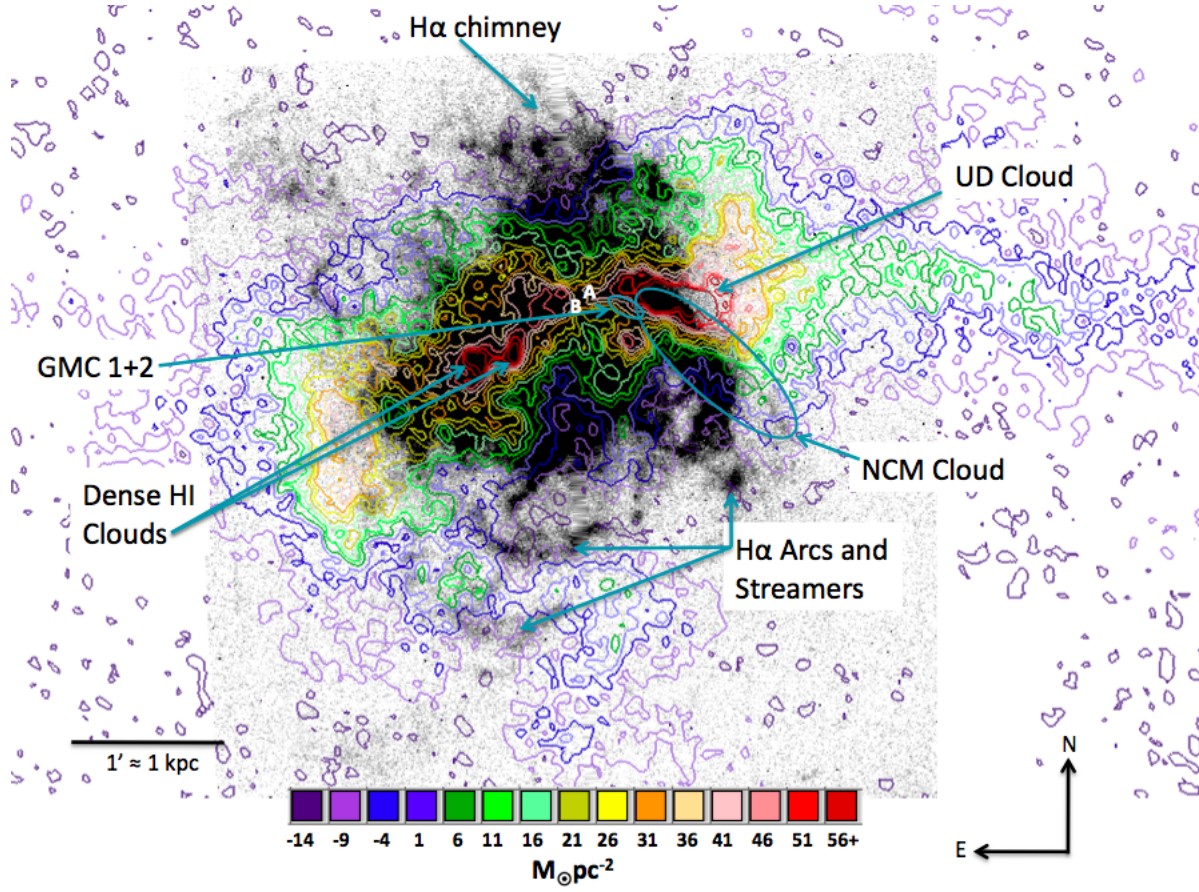 Hα chimney
UD Cloud
A
B
GMC 1+2
NCM Cloud
Dense HI
Clouds
Hα Arcs and
Streamers
1’ ≈ 1 kpc
N
E
-14 -9 -4 1 6 11 16 21 26 31 36 41 46 51 56+
M☉pc⁻²